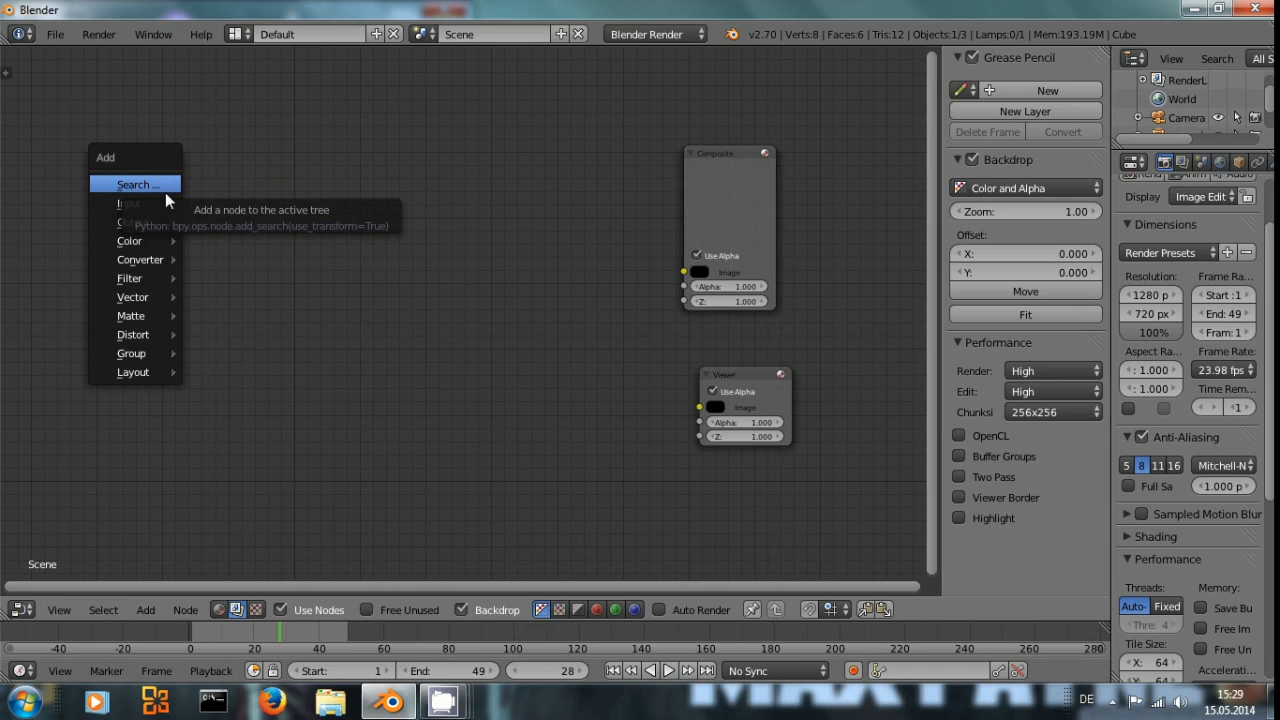 Blender
File Render Window Help Default Scene Blender Render v2.70 | Verts:8 | Faces:6 | Tris:12 | Objects:1/3 | Lamps:0/1 | Mem:193.19M | Cube
Add
Search ...
Input
Add a node to the active tree
Python: bpy.ops.node.add_search(use_transform=True)
Color
Converter
Filter
Vector
Matte
Distort
Group
Layout
Composite
Use Alpha
Image
Alpha: 1.000
Z: 1.000
Viewer
Use Alpha
Image
Alpha: 1.000
Z: 1.000
Scene
Grease Pencil
New
New Layer
Delete Frame Convert
Backdrop
Color and Alpha
Zoom: 1.00
Offset:
X: 0.000
Y: 0.000
Move
Fit
Performance
Render: High
Edit: High
Chunksi 256x256
OpenCL
Buffer Groups
Two Pass
Viewer Border
Highlight
View Search All S
RenderL
World
Camera
Display Image Edit
Dimensions
Render Presets
Resolution: Frame Ra...
1280 p Start :1
720 px End: 49
100% Fram: 1
Aspect Ra... Frame Rate:
: 1.000 23.98 fps
: 1.000 Time Rem...
1
Anti-Aliasing
5 8 11 16 Mitchell-N
Full Sa 1.000 p
Sampled Motion Blur
Shading
Performance
Threads: Memory:
Auto- Fixed Save Bu
Thre: 4 Free Im
Tile Size: Free Un
X: 64 Accelerati...
Y: 64
View Select Add Node Use Nodes Free Unused Backdrop Auto Render
-40 -20 0 20 40 60 80 100 120 140 160 180 200 220 240 260 280
View Marker Frame Playback Start: 1 End: 49 28 No Sync
DE 15:29
15.05.2014